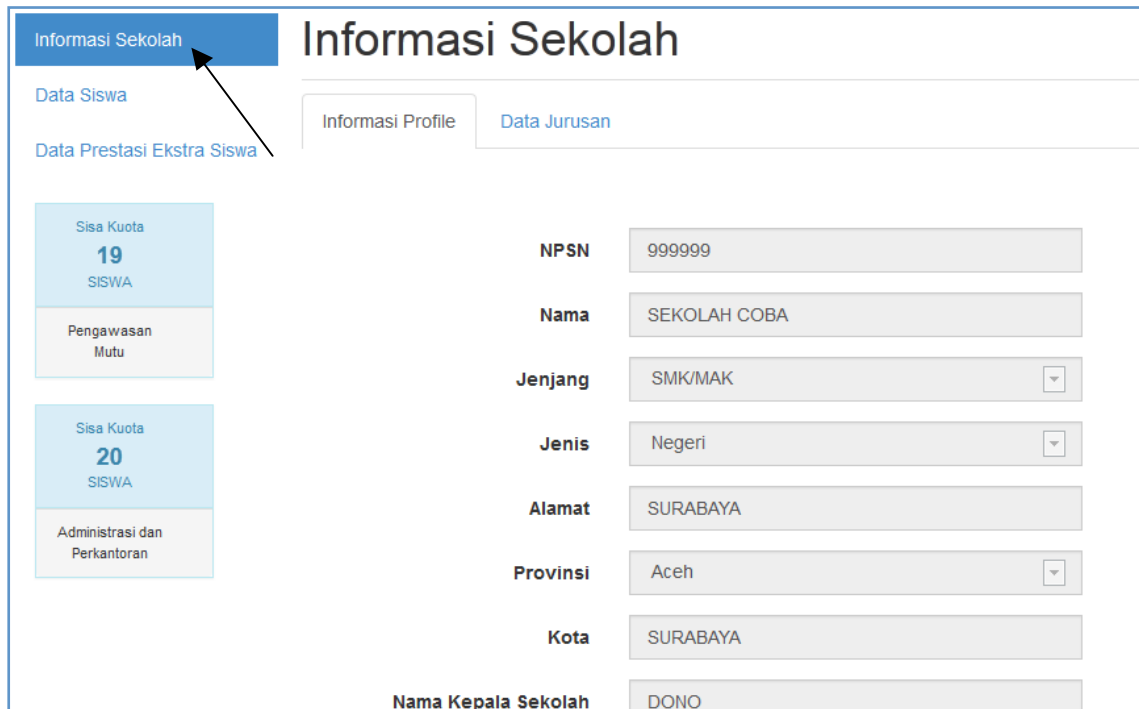 Informasi Sekolah
Data Siswa
Data Prestasi Ekstra Siswa
Sisa Kuota
19
SISWA
Pengawasan
Mutu
Sisa Kuota
20
SISWA
Administrasi dan
Perkantoran
Informasi Sekolah
Informasi Profile Data Jurusan
NPSN 999999
Nama SEKOLAH COBA
Jenjang SMK/MAK
Jenis Negeri
Alamat SURABAYA
Provinsi Aceh
Kota SURABAYA
Nama Kepala Sekolah DONO